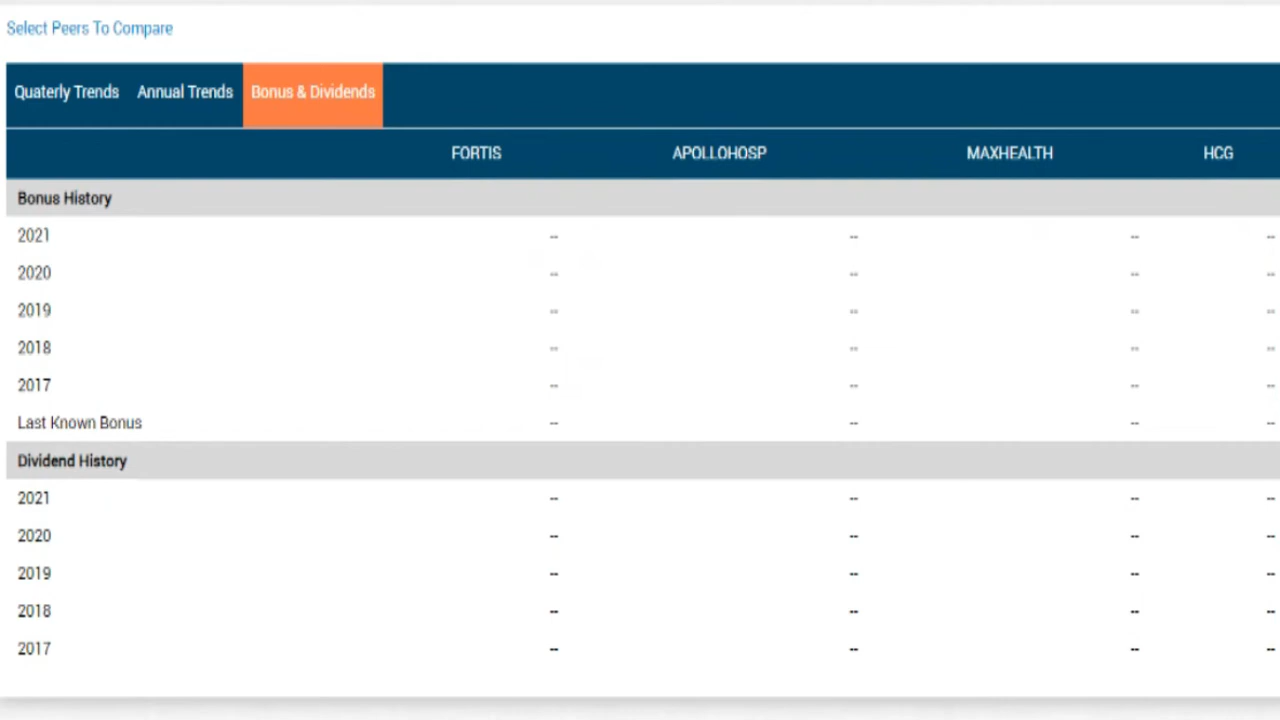 Select Peers To Compare
Quaterly Trends Annual Trends Bonus & Dividends
FORTIS APOLLOHOSP MAXHEALTH HCG
Bonus History
2021 -- -- -- --
2020 -- -- -- --
2019 -- -- -- --
2018 -- -- -- --
2017 -- -- -- --
Last Known Bonus -- -- -- --
Dividend History
2021 -- -- -- --
2020 -- -- -- --
2019 -- -- -- --
2018 -- -- -- --
2017 -- -- -- --